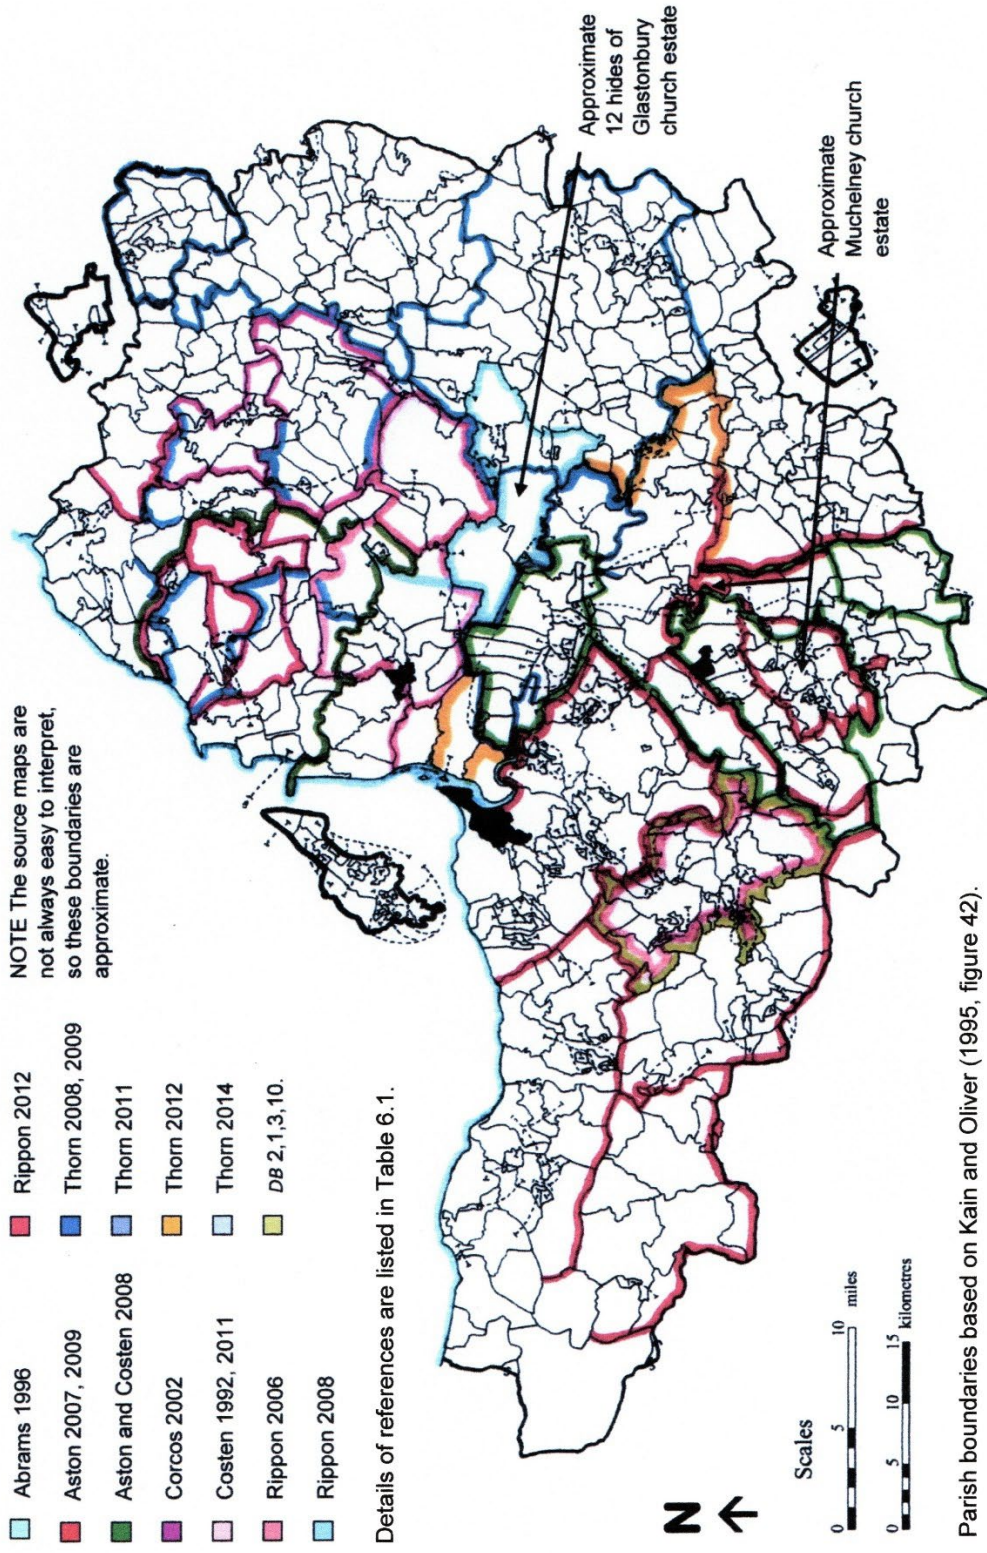 Abrams 1996
Aston 2007, 2009
Aston and Costen 2008
Corcos 2002
Costen 1992, 2011
Rippon 2006
Rippon 2008
Rippon 2012
Thorn 2008, 2009
Thorn 2011
Thorn 2012
Thorn 2014
DB 2,1,3,10.
NOTE The source maps are
not always easy to interpret,
so these boundaries are
approximate.
Details of references are listed in Table 6.1.
Approximate
12 hides of
Glastonbury
church estate
Approximate
Muchelney church
estate
N
Scales
0 5 10
miles
0 5 10 15
kilometres
Parish boundaries based on Kain and Oliver (1995, figure 42).